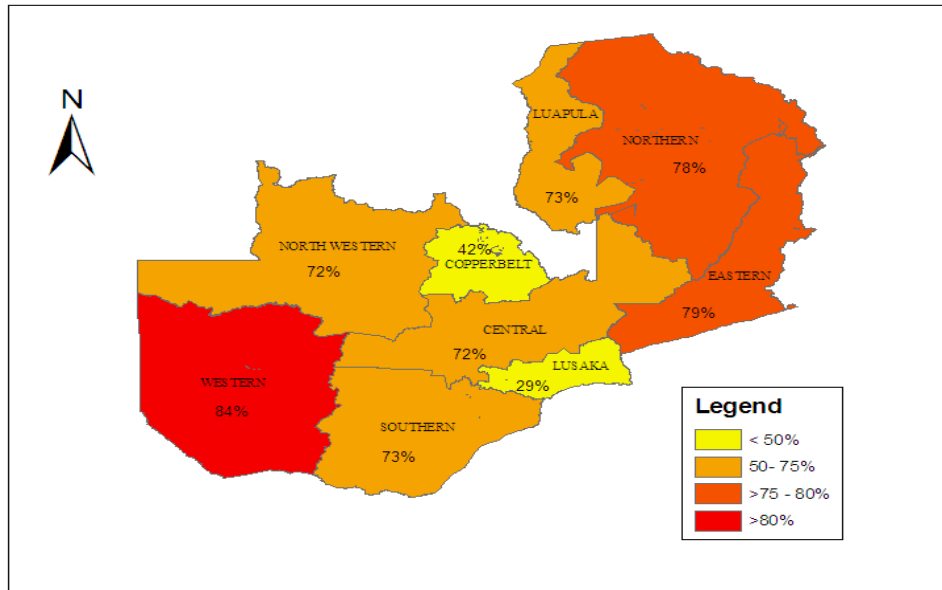 N
LUAPULA
73%
NORTHERN
78%
NORTH WESTERN
72%
42%
COPPERBELT
EASTERN
79%
CENTRAL
72%
LUSAKA
29%
WESTERN
84%
SOUTHERN
73%
Legend
< 50%
50- 75%
>75 - 80%
>80%